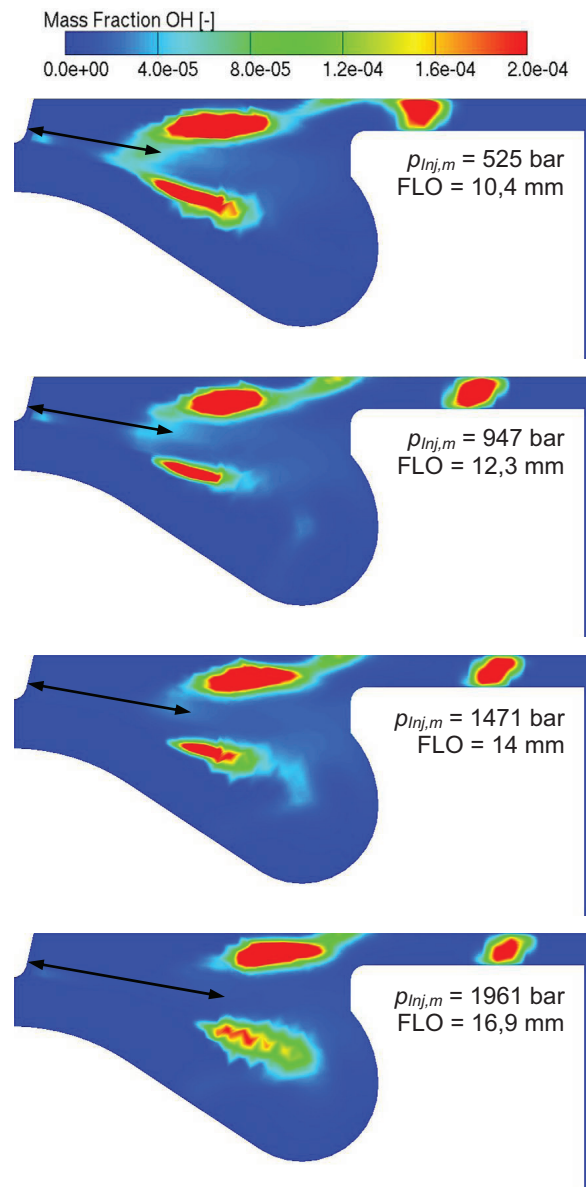 Mass Fraction OH [-]
0.0e+00 4.0e-05 8.0e-05 1.2e-04 1.6e-04 2.0e-04
pInj,m = 525 bar
FLO = 10,4 mm
pInj,m = 947 bar
FLO = 12,3 mm
pInj,m = 1471 bar
FLO = 14 mm
pInj,m = 1961 bar
FLO = 16,9 mm